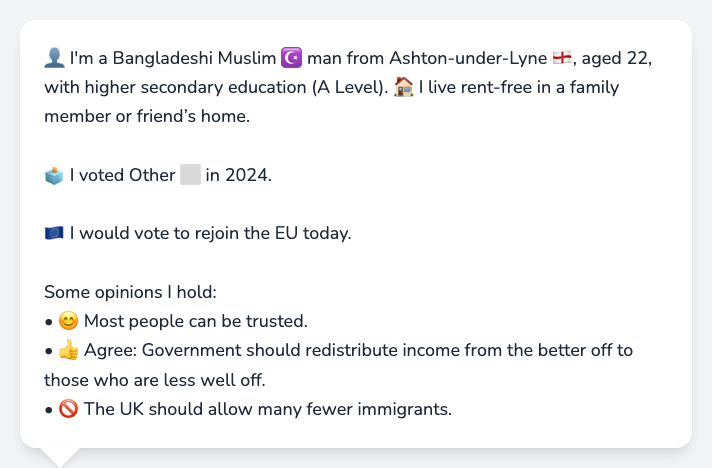 👤 I'm a Bangladeshi Muslim ☪️ man from Ashton-under-Lyne 🏴󠁧󠁢󠁥󠁮󠁧󠁿, aged 22,
with higher secondary education (A Level). 🏠 I live rent-free in a family
member or friend’s home.
🗳️ I voted Other ⬜ in 2024.
🇪🇺 I would vote to rejoin the EU today.
Some opinions I hold:
• 😊 Most people can be trusted.
• 👍 Agree: Government should redistribute income from the better off to
those who are less well off.
• 🚫 The UK should allow many fewer immigrants.